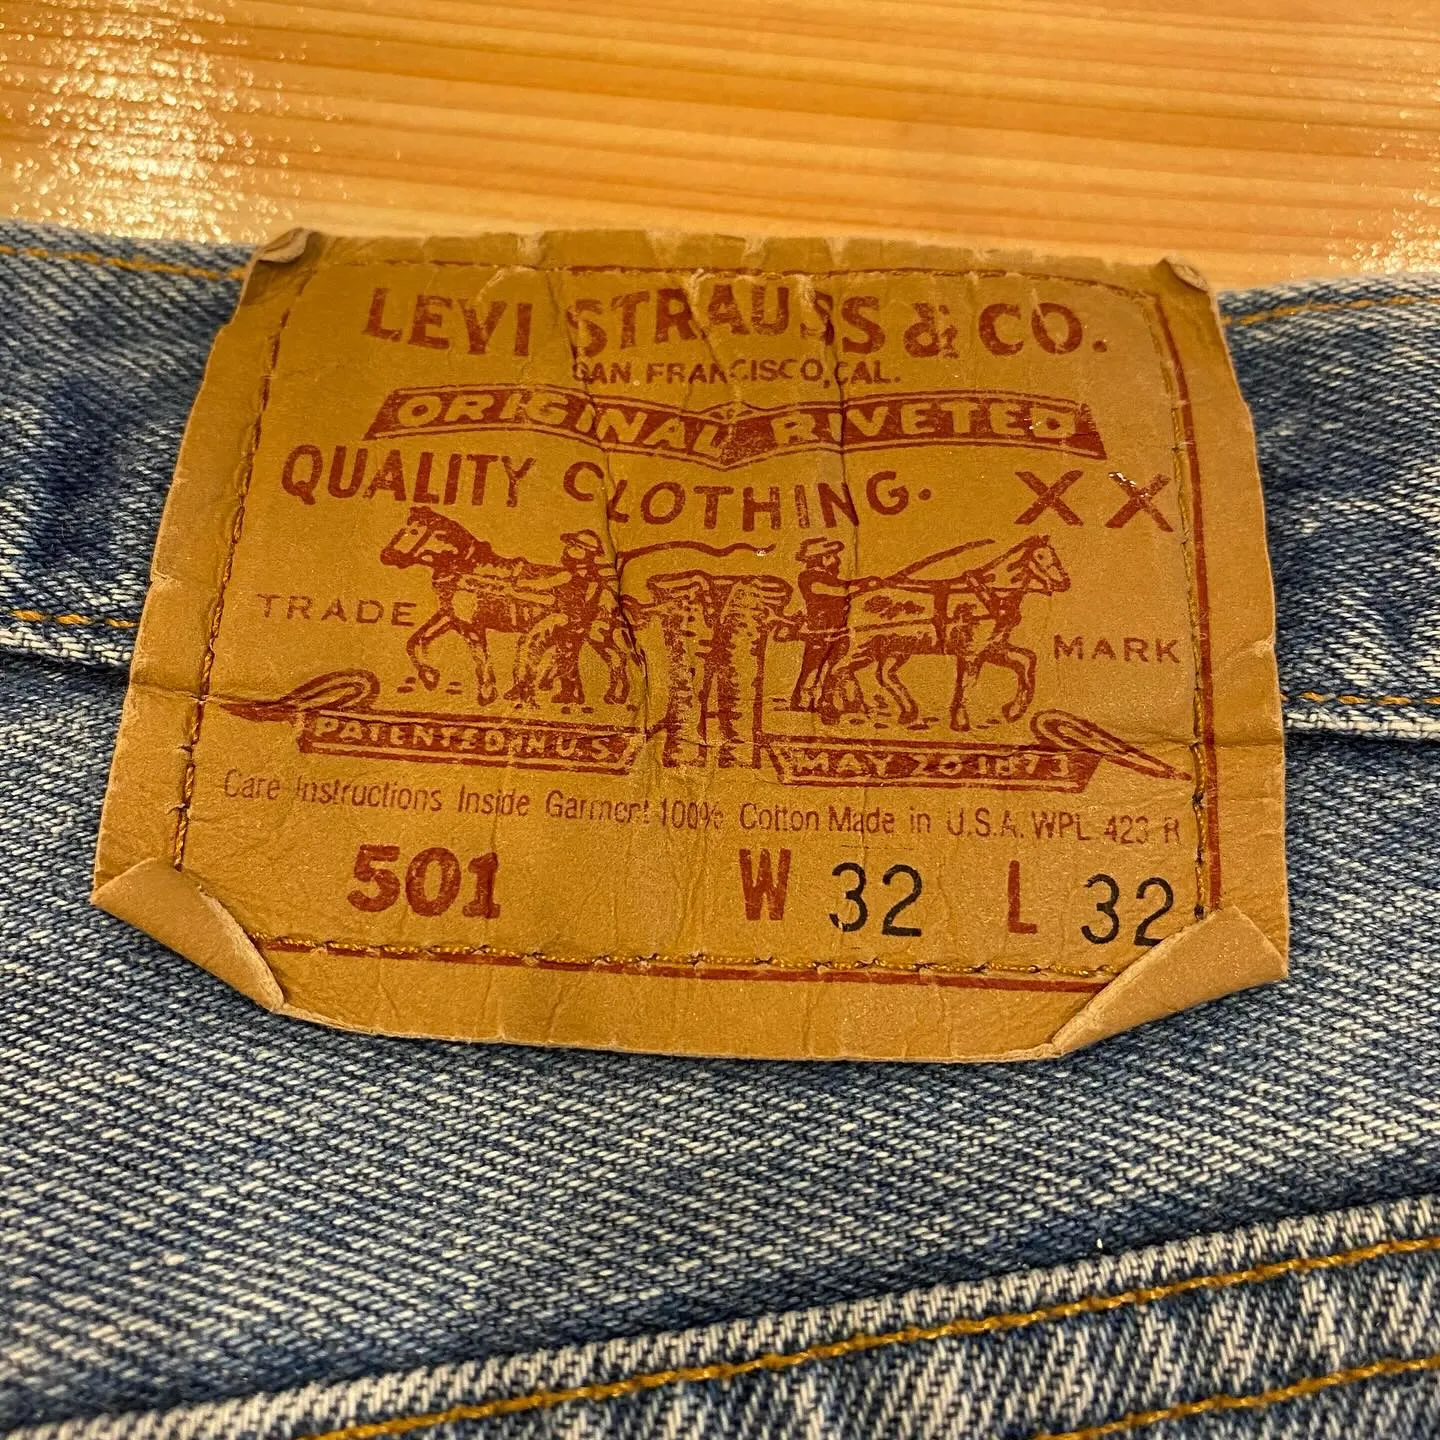 LEVI STRAUSS & CO.
SAN FRANCISCO, CAL.
ORIGINAL RIVETED
QUALITY CLOTHING. XX
TRADE MARK
PATENTED IN U.S. MAY 20 1873
Care Instructions Inside Garment 100% Cotton Made in U.S.A. WPL 423 R
501 W 32 L 32